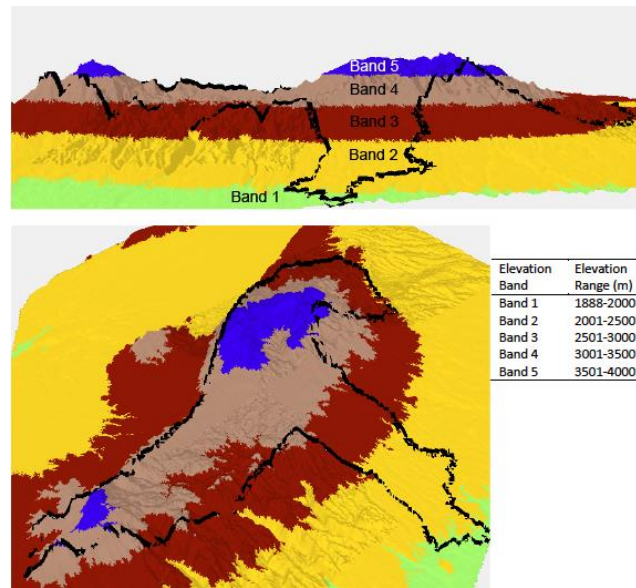 Band 5
Band 4
Band 3
Band 2
Band 1
Elevation Elevation
Band Range (m)
Band 1 1888-2000
Band 2 2001-2500
Band 3 2501-3000
Band 4 3001-3500
Band 5 3501-4000